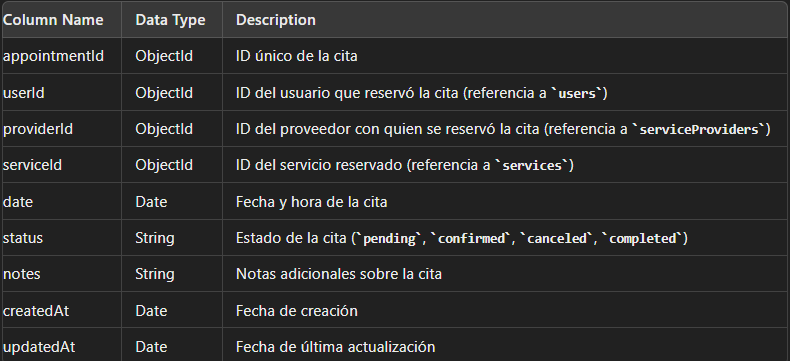 Column Name Data Type Description
appointmentId ObjectId ID único de la cita
userId ObjectId ID del usuario que reservó la cita (referencia a `users`)
providerId ObjectId ID del proveedor con quien se reservó la cita (referencia a `serviceProviders`)
serviceId ObjectId ID del servicio reservado (referencia a `services`)
date Date Fecha y hora de la cita
status String Estado de la cita (`pending`, `confirmed`, `canceled`, `completed`)
notes String Notas adicionales sobre la cita
createdAt Date Fecha de creación
updatedAt Date Fecha de última actualización